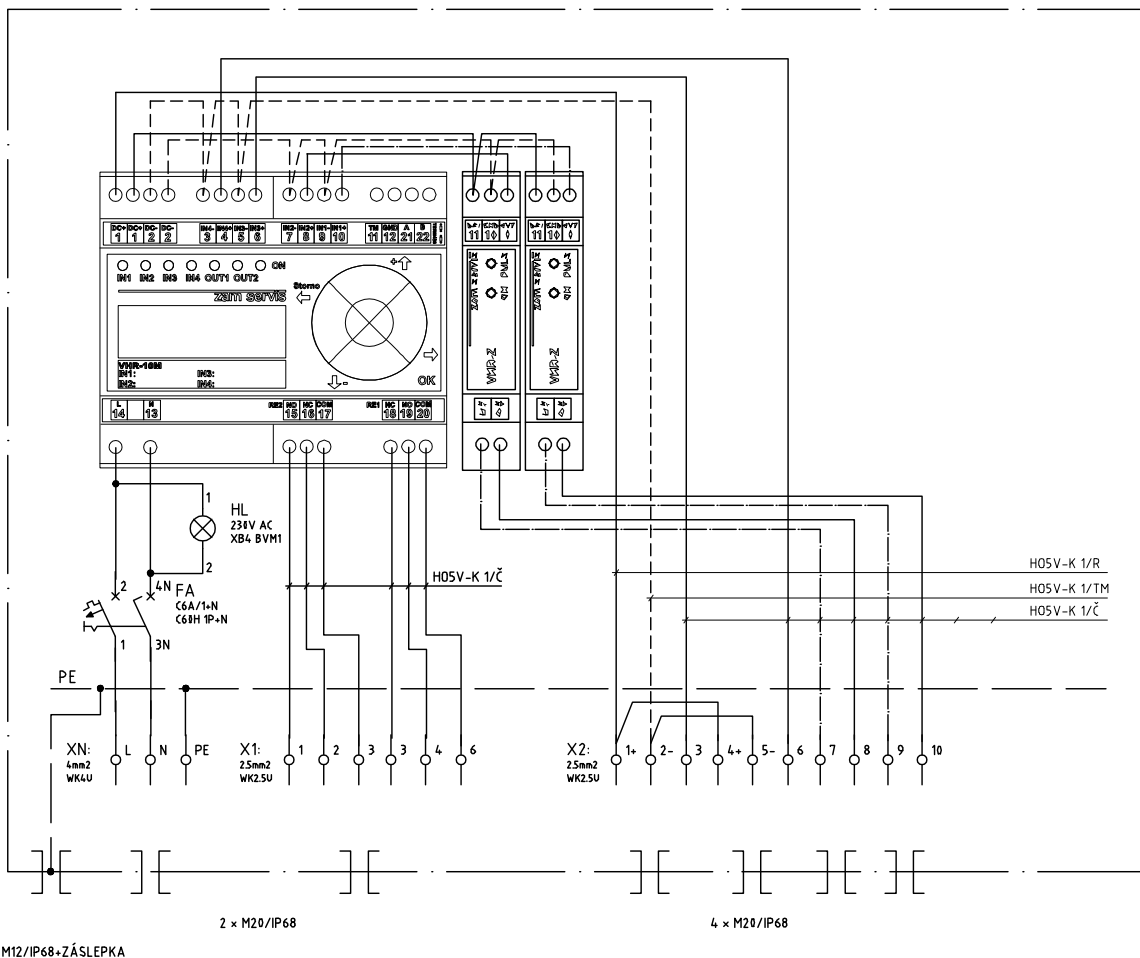 DC+ DC+ DC- DC- IN4- IN4+ IN3- IN3+ IN2- IN2+ IN1- IN1+ TM GND A B
1 1 2 2 3 4 5 6 7 8 9 10 11 12 21 22
11 10 11 10
IN1 IN2 IN3 IN4 OUT1 OUT2 ON
zam servis
Storno
+
VHR-10M
IN1: IN3:
IN2: IN4:
-
OK
L N RE2 NO NC COM RE1 NC NO COM
14 13 15 16 17 18 19 20
1
HL
230V AC
XB4 BVM1
2
2 4N FA
C6A/1+N
C60H 1P+N
1 3N
H05V-K 1/Č
H05V-K 1/R
H05V-K 1/TM
H05V-K 1/Č
PE
XN: L N PE
4mm2
WK4U
X1: 1 2 3 3 4 6
2.5mm2
WK2.5U
X2: 1+ 2- 3 4+ 5- 6 7 8 9 10
2.5mm2
WK2.5U
2 × M20/IP68
4 × M20/IP68
M12/IP68+ZÁSLEPKA